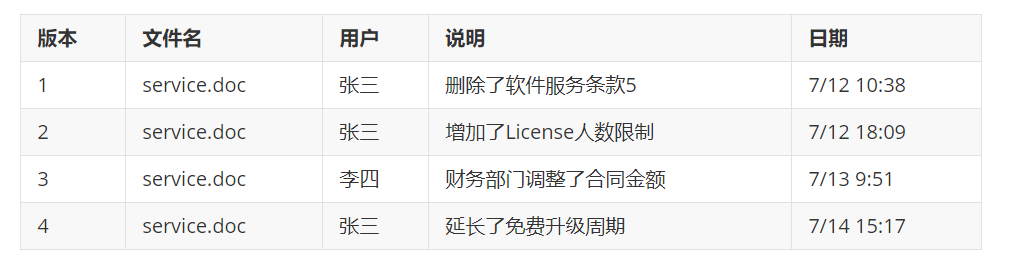 版本 文件名 用户 说明 日期
1 service.doc 张三 删除了软件服务条款5 7/12 10:38
2 service.doc 张三 增加了License人数限制 7/12 18:09
3 service.doc 李四 财务部门调整了合同金额 7/13 9:51
4 service.doc 张三 延长了免费升级周期 7/14 15:17